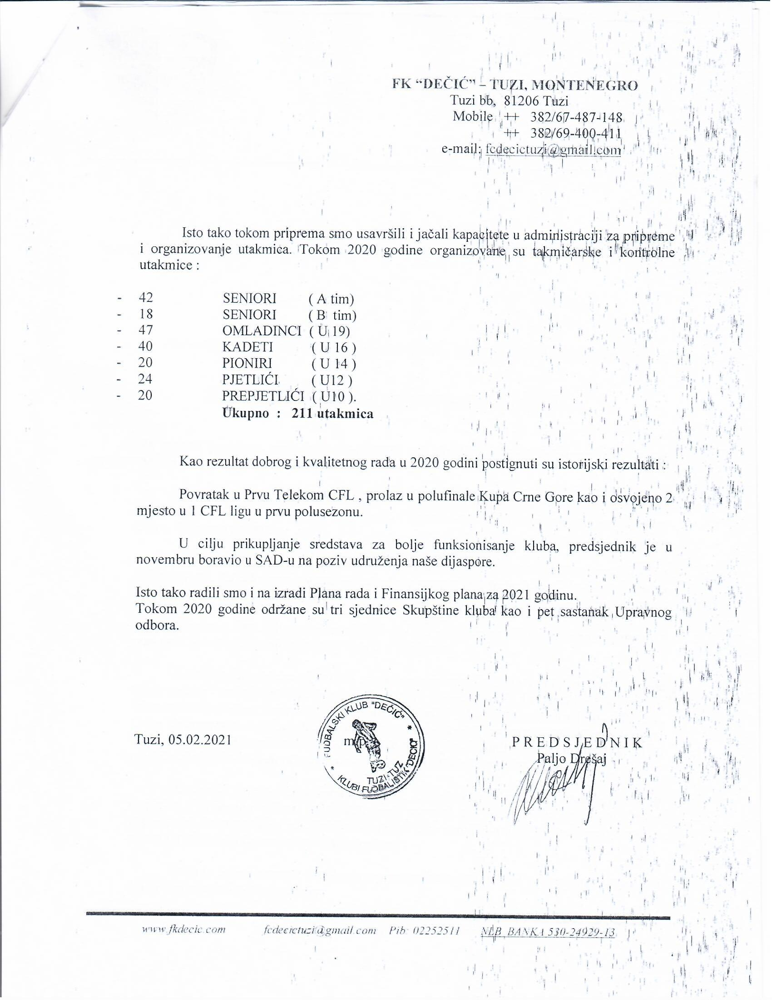 FK “DEČIĆ” – TUZI, MONTENEGRO
Tuzi bb, 81206 Tuzi
Mobile ++ 382/67-487-148
++ 382/69-400-411
e-mail: fcdecictuzi@gmail.com
Isto tako tokom priprema smo usavršili i jačali kapacitete u administraciji za pripreme
i organizovanje utakmica. Tokom 2020 godine organizovane su takmičarske i kontrolne
utakmice :
- 42 SENIORI ( A tim)
- 18 SENIORI ( B tim)
- 47 OMLADINCI ( U 19)
- 40 KADETI ( U 16 )
- 20 PIONIRI ( U 14 )
- 24 PJETLIĆI ( U12 )
- 20 PREPJETLIĆI ( U10 ).
Ukupno : 211 utakmica
Kao rezultat dobrog i kvalitetnog rada u 2020 godini postignuti su istorijski rezultati :
Povratak u Prvu Telekom CFL , prolaz u polufinale Kupa Crne Gore kao i osvojeno 2
mjesto u 1 CFL ligu u prvu polusezonu.
U cilju prikupljanje sredstava za bolje funksionisanje kluba, predsjednik je u
novembru boravio u SAD-u na poziv udruženja naše dijaspore.
Isto tako radili smo i na izradi Plana rada i Finansijkog plana za 2021 godinu.
Tokom 2020 godine održane su tri sjednice Skupštine kluba kao i pet sastanak Upravnog
odbora.
FUDBALSKI KLUB "DEČIĆ"
Tuzi, 05.02.2021
m.p.
PREDSJEDNIK
Paljo Drešaj
TUZI-TUZ
KLUBI FUDBALISTIK "DECIQ"
www.fkdecic.com fcdecictuzi@gmail.com Pib: 02252511 NLB BANKA 530-24929-13